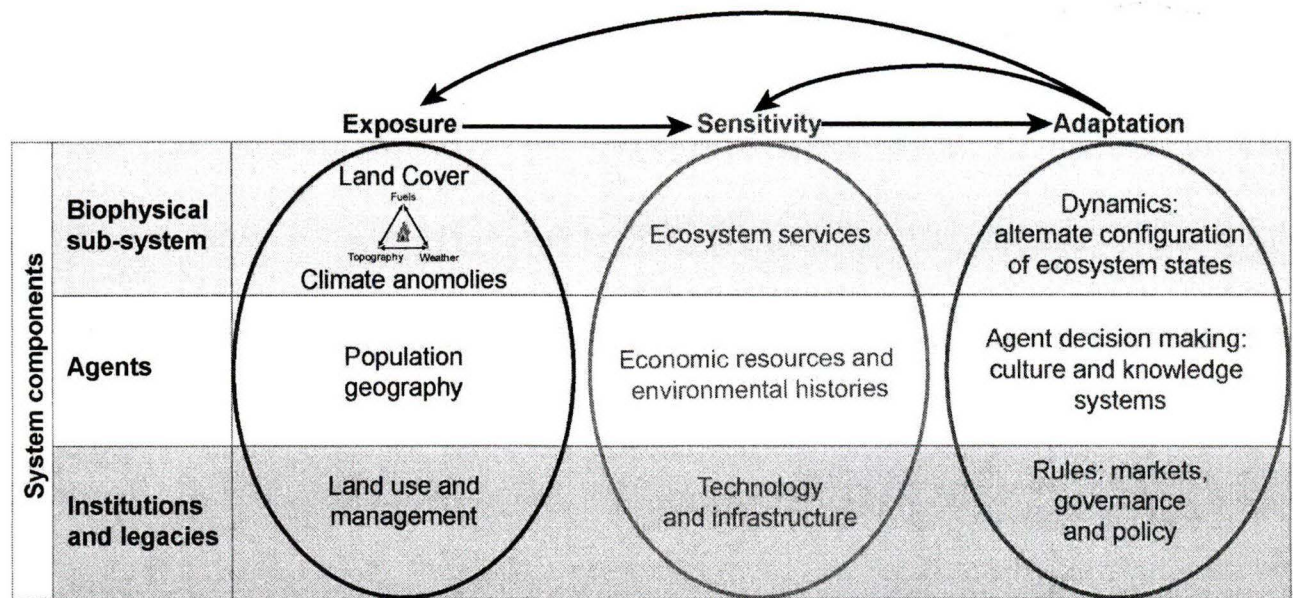 Exposure
Sensitivity
Adaptation
System components
Biophysical
sub-system
Land Cover
Fuels
Topography
Weather
Climate anomolies
Ecosystem services
Dynamics:
alternate configuration
of ecosystem states
Agents
Population
geography
Economic resources and
environmental histories
Agent decision making:
culture and knowledge
systems
Institutions
and legacies
Land use and
management
Technology
and infrastructure
Rules: markets,
governance
and policy